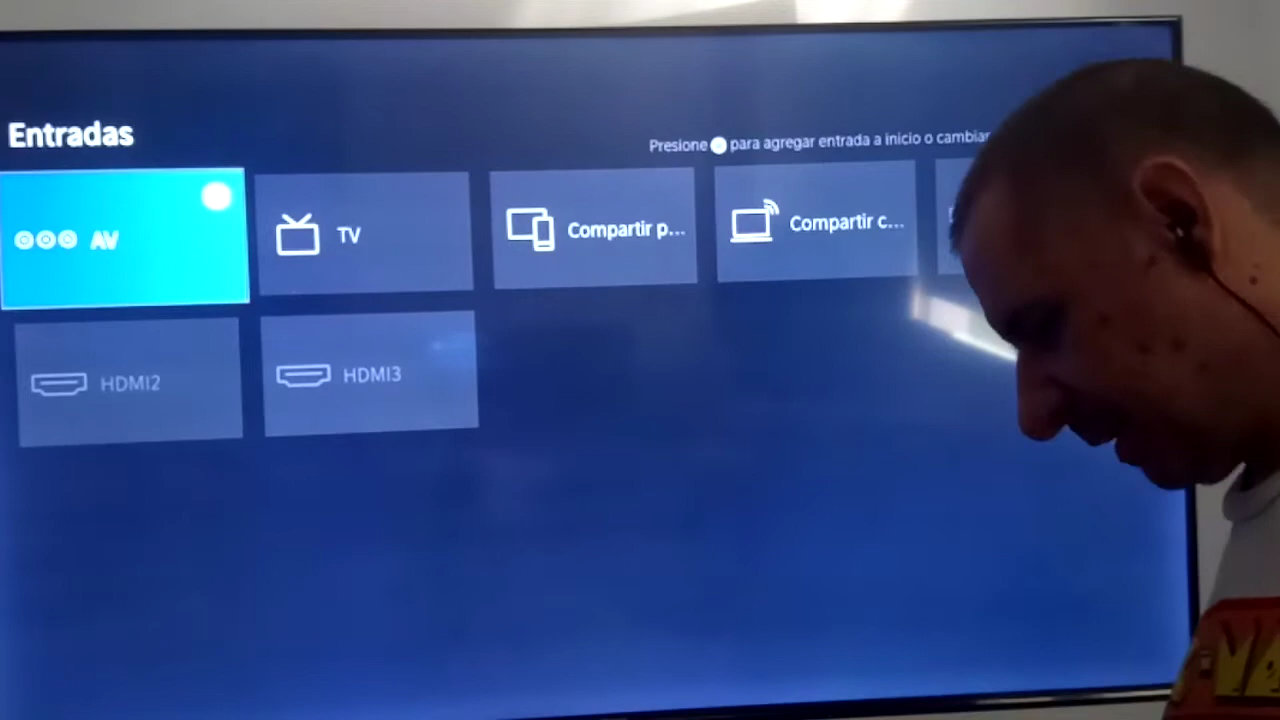 Entradas
Presione para agregar entrada a inicio o cambiar
AV
TV
Compartir p...
Compartir c...
HDMI2
HDMI3